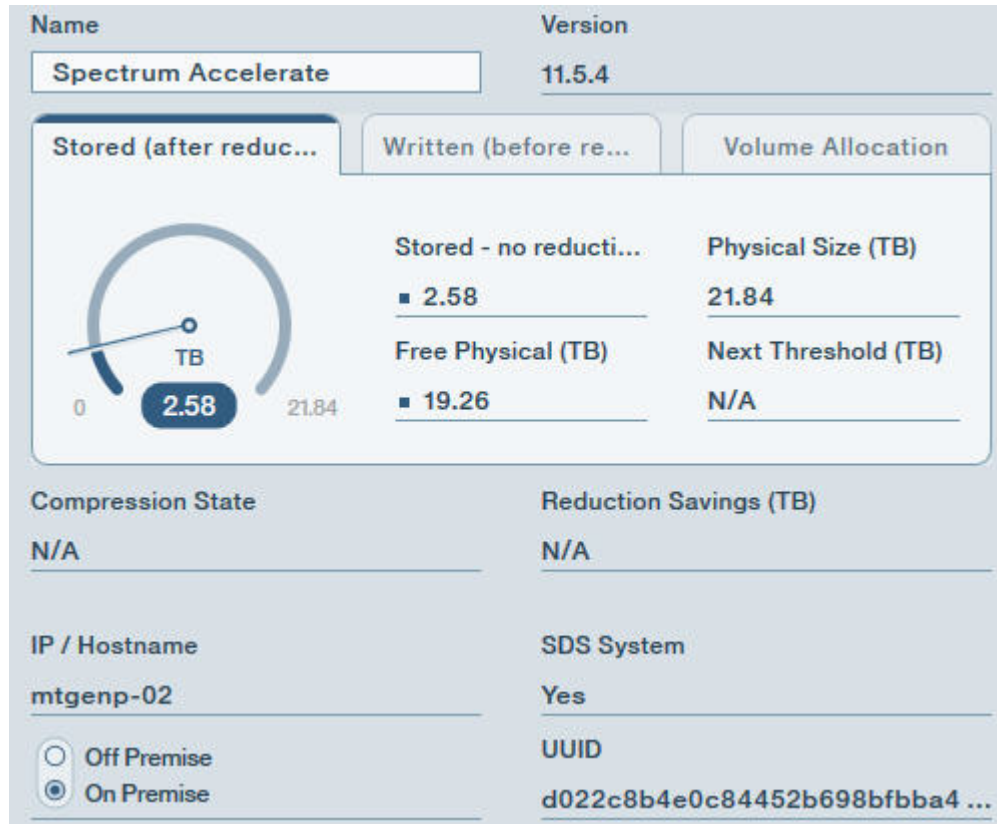 Name
Version
Spectrum Accelerate
11.5.4
Stored (after reduc...
Written (before re...
Volume Allocation
Stored - no reducti...
Physical Size (TB)
2.58
21.84
Free Physical (TB)
Next Threshold (TB)
19.26
N/A
TB
0
2.58
21.84
Compression State
Reduction Savings (TB)
N/A
N/A
IP / Hostname
SDS System
mtgenp-02
Yes
Off Premise
On Premise
UUID
d022c8b4e0c84452b698bfbba4 ...